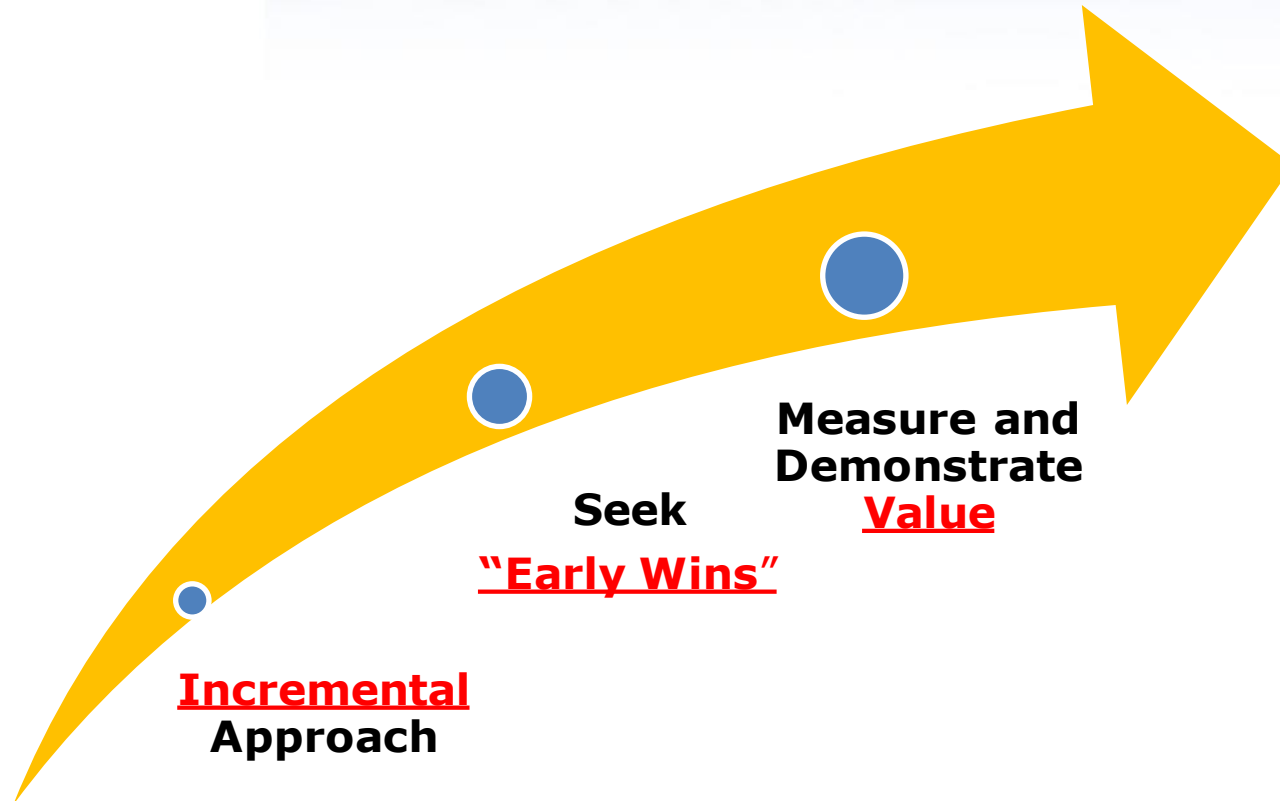 Incremental
Approach
Seek
“Early Wins”
Measure and
Demonstrate
Value